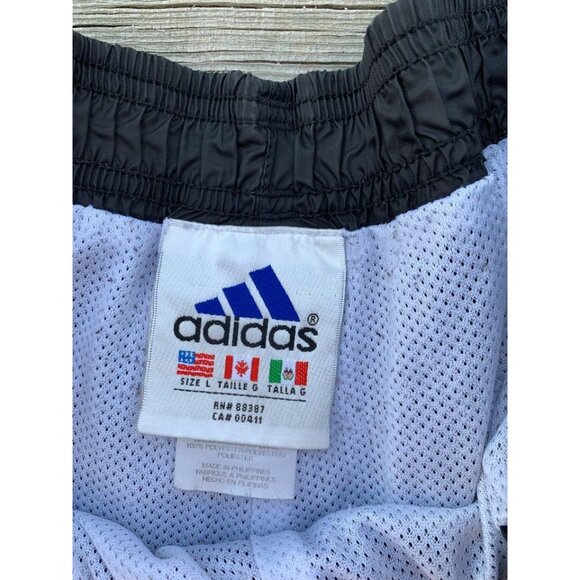 adidas®
SIZE L TAILLE G TALLA G
RN# 88387
CA# 00411
100% POLYESTER/POLYESTER/
POLIESTER
MADE IN PHILIPPINES
FABRIQUE A PHILIPPINES
HECHO EN FILIPINAS